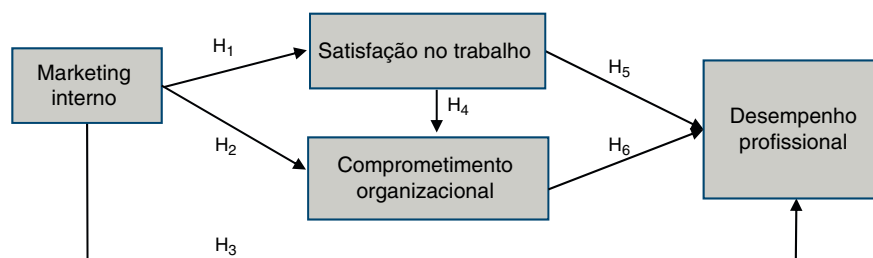 H₁
Satisfação no trabalho
Marketing
interno
H₅
H₄
Desempenho
profissional
H₂
Comprometimento
organizacional
H₆
H₃